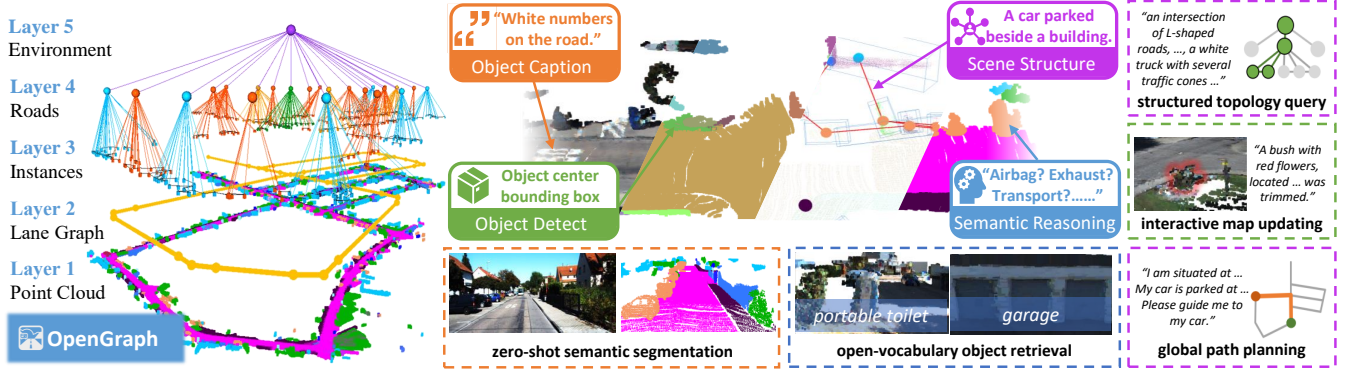 Layer 5
Environment
Layer 4
Roads
Layer 3
Instances
Layer 2
Lane Graph
Layer 1
Point Cloud
OpenGraph
“White numbers
on the road.”
Object Caption
A car parked
beside a building.
Scene Structure
Object center
bounding box
Object Detect
“Airbag? Exhaust?
Transport?......”
Semantic Reasoning
zero-shot semantic segmentation
portable toilet
garage
open-vocabulary object retrieval
“an intersection
of L-shaped
roads, ..., a white
truck with several
traffic cones ...”
structured topology query
“A bush with
red flowers,
located ... was
trimmed.”
interactive map updating
“I am situated at ...
My car is parked at ...
Please guide me to
my car.”
global path planning